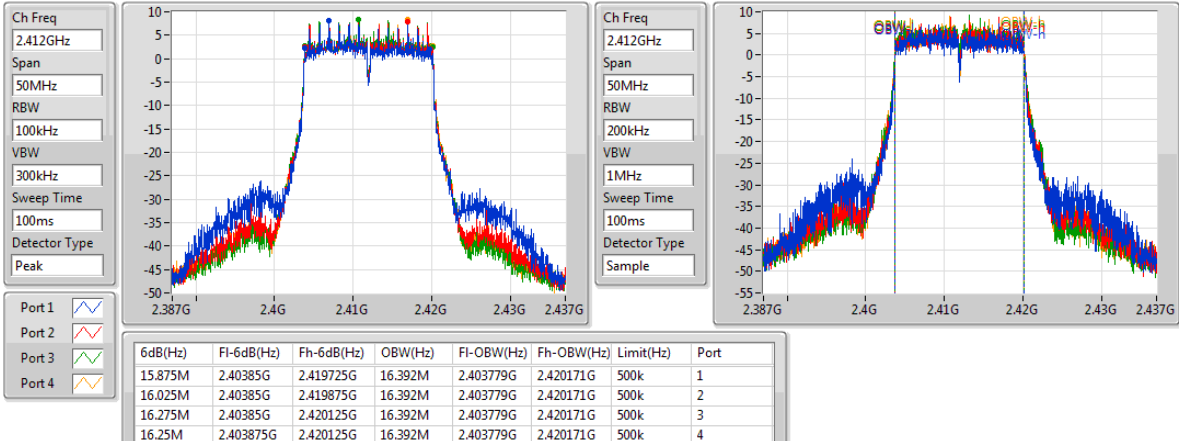 Ch Freq
2.412GHz
Span
50MHz
RBW
100kHz
VBW
300kHz
Sweep Time
100ms
Detector Type
Peak
10
5
0
-5
-10
-15
-20
-25
-30
-35
-40
-45
-50
2.387G 2.4G 2.41G 2.42G 2.43G 2.437G
Ch Freq
2.412GHz
Span
50MHz
RBW
200kHz
VBW
1MHz
Sweep Time
100ms
Detector Type
Sample
10
5
0
-5
-10
-15
-20
-25
-30
-35
-40
-45
-50
-55
OBW-l OBW-h
2.387G 2.4G 2.41G 2.42G 2.43G 2.437G
Port 1
Port 2
Port 3
Port 4
6dB(Hz) Fl-6dB(Hz) Fh-6dB(Hz) OBW(Hz) Fl-OBW(Hz) Fh-OBW(Hz) Limit(Hz) Port
15.875M 2.40385G 2.419725G 16.392M 2.403779G 2.420171G 500k 1
16.025M 2.40385G 2.419875G 16.392M 2.403779G 2.420171G 500k 2
16.275M 2.40385G 2.420125G 16.392M 2.403779G 2.420171G 500k 3
16.25M 2.403875G 2.420125G 16.392M 2.403779G 2.420171G 500k 4